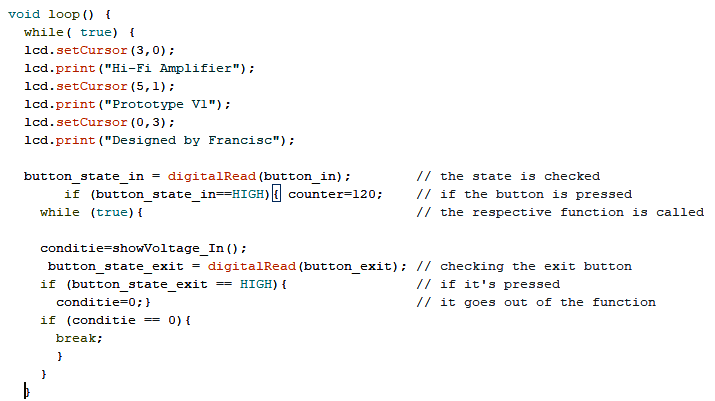 void loop() {
while( true) {
lcd.setCursor(3,0);
lcd.print("Hi-Fi Amplifier");
lcd.setCursor(5,1);
lcd.print("Prototype V1");
lcd.setCursor(0,3);
lcd.print("Designed by Francisc");
button_state_in = digitalRead(button_in); // the state is checked
if (button_state_in==HIGH){ counter=120; // if the button is pressed
while (true){ // the respective function is called
conditie=showVoltage_In();
button_state_exit = digitalRead(button_exit); // checking the exit button
if (button_state_exit == HIGH){ // if it's pressed
conditie=0;} // it goes out of the function
if (conditie == 0){
break;
}
}
}